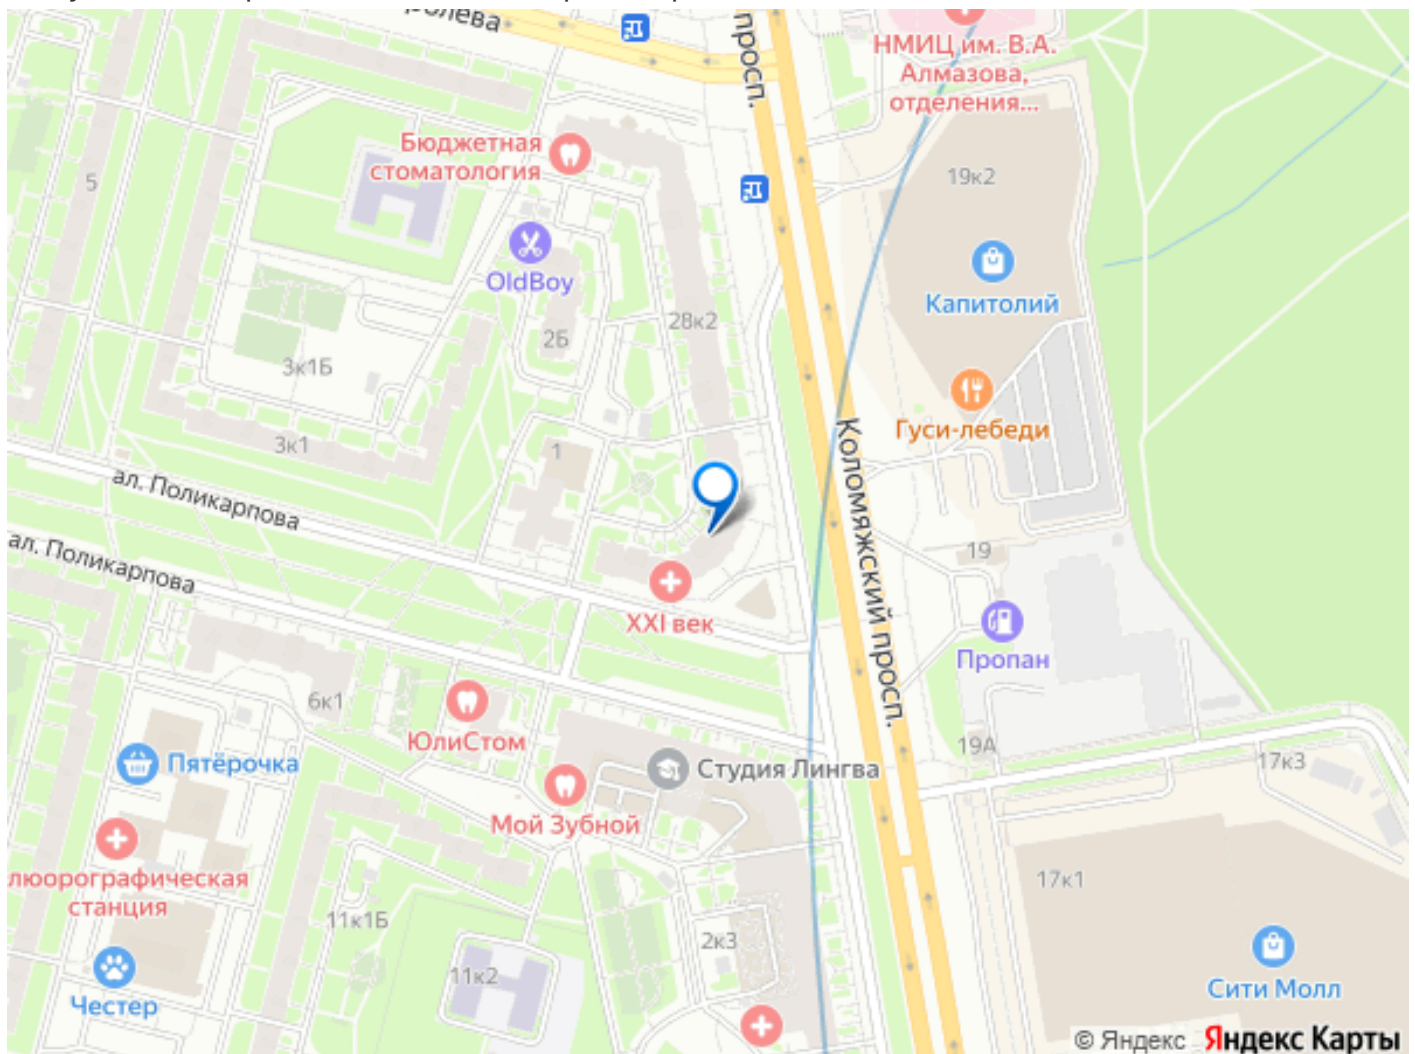 просп.
НМИЦ им. В.А.
Алмазова,
отделения...
Бюджетная
стоматология
5
19к2
OldBoy
Капитолий
28к2
2Б
3к1Б
Гуси-лебеди
3к1
1
Коломяжский просп.
ал. Поликарпова
ал. Поликарпова
19
XXI век
Пропан
6к1
ЮлиСтом
19А
Пятёрочка
Студия Лингва
17к3
Мой Зубной
люорографическая
станция
17к1
11к1Б
2к3
11к2
Честер
Сити Молл
© Яндекс Яндекс Карты